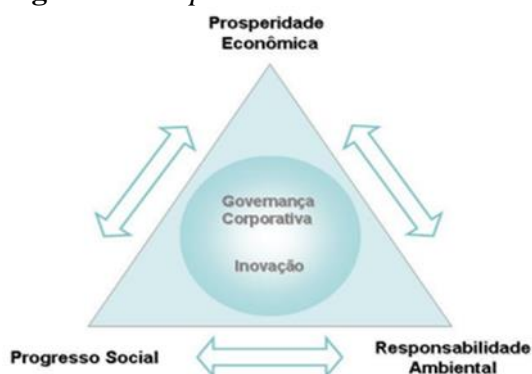 Prosperidade
Econômica
Governança
Corporativa
Inovação
Progresso Social
Responsabilidade
Ambiental